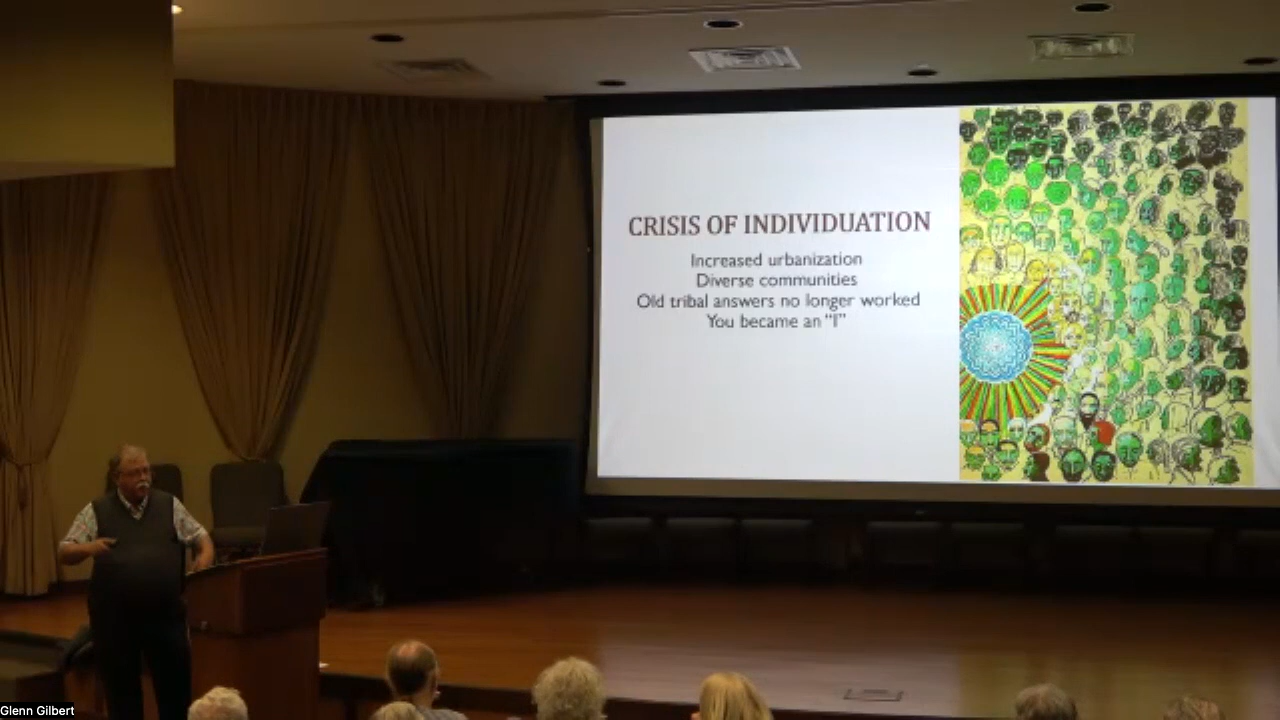 CRISIS OF INDIVIDUATION
Increased urbanization
Diverse communities
Old tribal answers no longer worked
You became an “I”
Glenn Gilbert